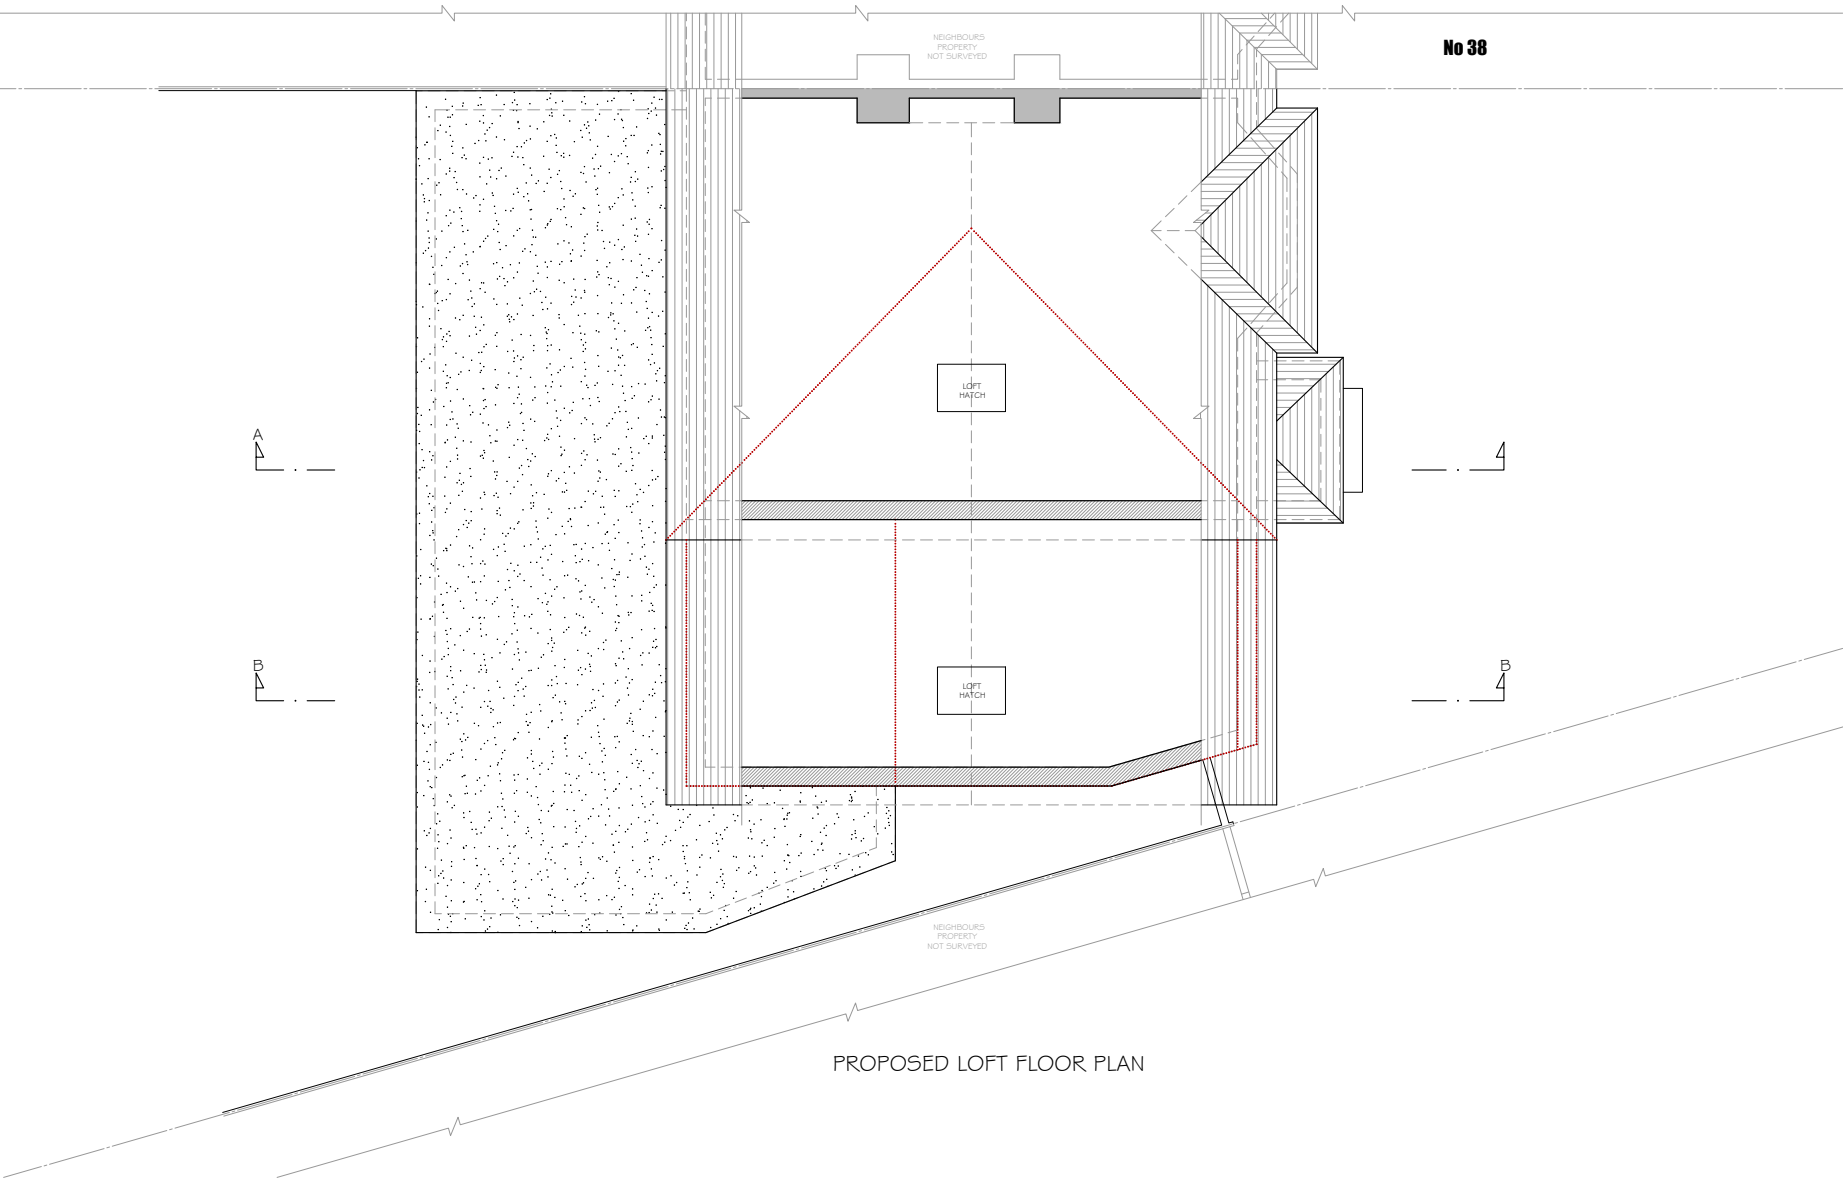 NEIGHBOURS
PROPERTY
NOT SURVEYED
No 38
LOFT
HATCH
A
B
LOFT
HATCH
B
NEIGHBOURS
PROPERTY
NOT SURVEYED
PROPOSED LOFT FLOOR PLAN